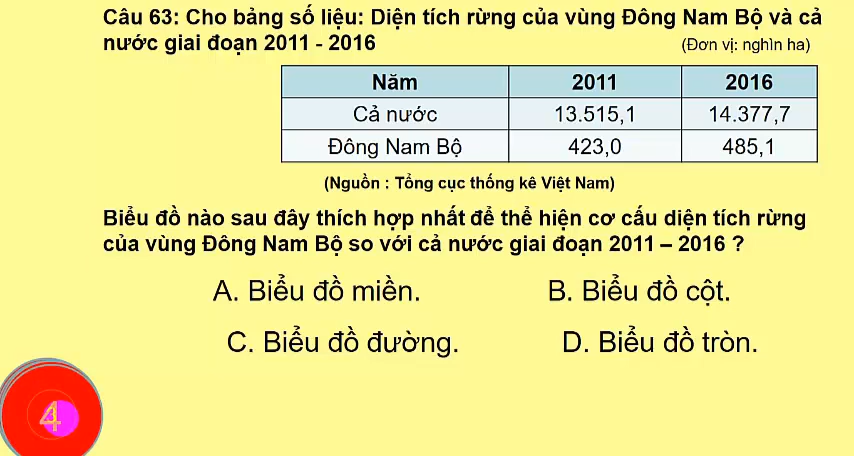 Câu 63: Cho bảng số liệu: Diện tích rừng của vùng Đông Nam Bộ và cả
nước giai đoạn 2011 - 2016 (Đơn vị: nghìn ha)
Năm 2011 2016
Cả nước 13.515,1 14.377,7
Đông Nam Bộ 423,0 485,1
(Nguồn : Tổng cục thống kê Việt Nam)
Biểu đồ nào sau đây thích hợp nhất để thể hiện cơ cấu diện tích rừng
của vùng Đông Nam Bộ so với cả nước giai đoạn 2011 – 2016 ?
A. Biểu đồ miền. B. Biểu đồ cột.
C. Biểu đồ đường. D. Biểu đồ tròn.
4